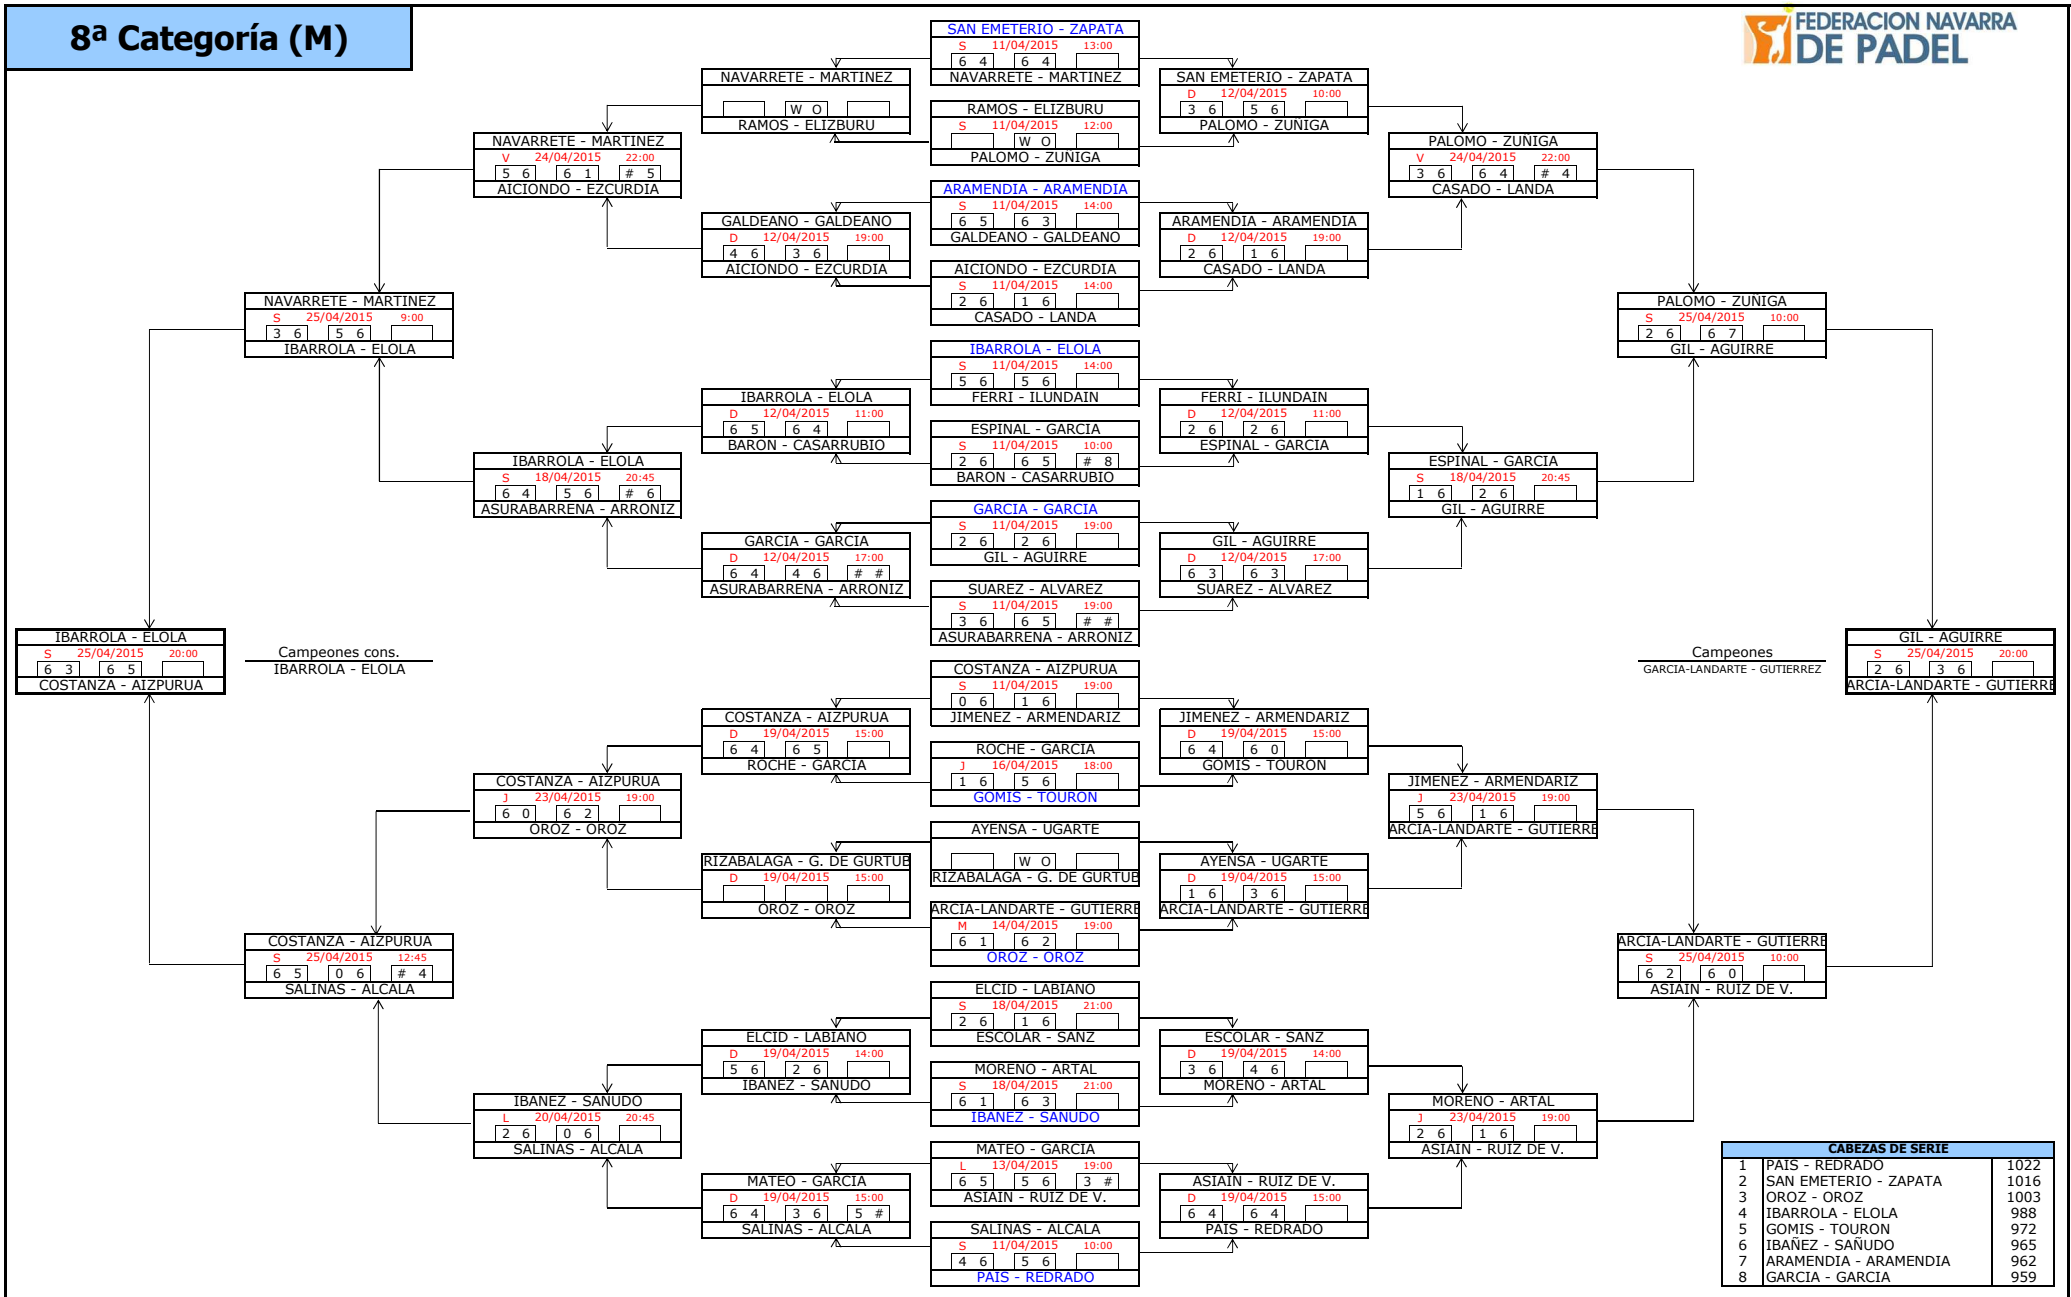 8ª Categoría (M)
FEDERACION NAVARRA
DE PADEL
SAN EMETERIO - ZAPATA
S 11/04/2015 13:00
6 4 6 4
NAVARRETE - MARTINEZ
RAMOS - ELIZBURU
S 11/04/2015 12:00
W O
PALOMO - ZUÑIGA
ARAMENDIA - ARAMENDIA
S 11/04/2015 14:00
6 5 6 3
GALDEANO - GALDEANO
AICIONDO - EZCURDIA
S 11/04/2015 14:00
2 6 1 6
CASADO - LANDA
IBARROLA - ELOLA
S 11/04/2015 14:00
5 6 5 6
FERRI - ILUNDAIN
ESPINAL - GARCIA
S 11/04/2015 10:00
2 6 6 5 # 8
BARON - CASARRUBIO
GARCIA - GARCIA
S 11/04/2015 19:00
2 6 2 6
GIL - AGUIRRE
SUAREZ - ALVAREZ
S 11/04/2015 19:00
3 6 6 5 # #
ASURABARRENA - ARRONIZ
COSTANZA - AIZPURUA
S 11/04/2015 19:00
0 6 1 6
JIMENEZ - ARMENDARIZ
ROCHE - GARCIA
J 16/04/2015 18:00
1 6 5 6
GOMIS - TOURON
AYENSA - UGARTE
W O
RIZABALAGA - G. DE GURTUB
ARCIA-LANDARTE - GUTIERRE
M 14/04/2015 19:00
6 1 6 2
OROZ - OROZ
ELCID - LABIANO
S 18/04/2015 21:00
2 6 1 6
ESCOLAR - SANZ
MORENO - ARTAL
S 18/04/2015 21:00
6 1 6 3
IBAÑEZ - SAÑUDO
MATEO - GARCIA
L 13/04/2015 19:00
6 5 5 6 3 #
ASIAIN - RUIZ DE V.
SALINAS - ALCALA
S 11/04/2015 10:00
4 6 5 6
PAIS - REDRADO
NAVARRETE - MARTINEZ
W O
RAMOS - ELIZBURU
GALDEANO - GALDEANO
D 12/04/2015 19:00
4 6 3 6
AICIONDO - EZCURDIA
IBARROLA - ELOLA
D 12/04/2015 11:00
6 5 6 4
BARON - CASARRUBIO
GARCIA - GARCIA
D 12/04/2015 17:00
6 4 4 6 # #
ASURABARRENA - ARRONIZ
COSTANZA - AIZPURUA
D 19/04/2015 15:00
6 4 6 5
ROCHE - GARCIA
RIZABALAGA - G. DE GURTUB
D 19/04/2015 15:00
OROZ - OROZ
ELCID - LABIANO
D 19/04/2015 14:00
5 6 2 6
IBAÑEZ - SAÑUDO
MATEO - GARCIA
D 19/04/2015 15:00
6 4 3 6 5 #
SALINAS - ALCALA
NAVARRETE - MARTINEZ
V 24/04/2015 22:00
5 6 6 1 # 5
AICIONDO - EZCURDIA
IBARROLA - ELOLA
S 18/04/2015 20:45
6 4 5 6 # 6
ASURABARRENA - ARRONIZ
COSTANZA - AIZPURUA
J 23/04/2015 19:00
6 0 6 2
OROZ - OROZ
IBAÑEZ - SAÑUDO
L 20/04/2015 20:45
2 6 0 6
SALINAS - ALCALA
NAVARRETE - MARTINEZ
S 25/04/2015 9:00
3 6 5 6
IBARROLA - ELOLA
COSTANZA - AIZPURUA
S 25/04/2015 12:45
6 5 0 6 # 4
SALINAS - ALCALA
IBARROLA - ELOLA
S 25/04/2015 20:00
6 3 6 5
COSTANZA - AIZPURUA
Campeones cons.
IBARROLA - ELOLA
SAN EMETERIO - ZAPATA
D 12/04/2015 10:00
3 6 5 6
PALOMO - ZUÑIGA
ARAMENDIA - ARAMENDIA
D 12/04/2015 19:00
2 6 1 6
CASADO - LANDA
FERRI - ILUNDAIN
D 12/04/2015 11:00
2 6 2 6
ESPINAL - GARCIA
GIL - AGUIRRE
D 12/04/2015 17:00
6 3 6 3
SUAREZ - ALVAREZ
JIMENEZ - ARMENDARIZ
D 19/04/2015 15:00
6 4 6 0
GOMIS - TOURON
AYENSA - UGARTE
D 19/04/2015 15:00
1 6 3 6
ARCIA-LANDARTE - GUTIERRE
ESCOLAR - SANZ
D 19/04/2015 14:00
3 6 4 6
MORENO - ARTAL
ASIAIN - RUIZ DE V.
D 19/04/2015 15:00
6 4 6 4
PAIS - REDRADO
PALOMO - ZUÑIGA
V 24/04/2015 22:00
3 6 6 4 # 4
CASADO - LANDA
ESPINAL - GARCIA
S 18/04/2015 20:45
1 6 2 6
GIL - AGUIRRE
JIMENEZ - ARMENDARIZ
J 23/04/2015 19:00
5 6 1 6
ARCIA-LANDARTE - GUTIERRE
MORENO - ARTAL
J 23/04/2015 19:00
2 6 1 6
ASIAIN - RUIZ DE V.
PALOMO - ZUÑIGA
S 25/04/2015 10:00
2 6 6 7
GIL - AGUIRRE
ARCIA-LANDARTE - GUTIERRE
S 25/04/2015 10:00
6 2 6 0
ASIAIN - RUIZ DE V.
Campeones
GARCIA-LANDARTE - GUTIERREZ
GIL - AGUIRRE
S 25/04/2015 20:00
2 6 3 6
ARCIA-LANDARTE - GUTIERRE
CABEZAS DE SERIE
1 PAIS - REDRADO 1022
2 SAN EMETERIO - ZAPATA 1016
3 OROZ - OROZ 1003
4 IBARROLA - ELOLA 988
5 GOMIS - TOURON 972
6 IBAÑEZ - SAÑUDO 965
7 ARAMENDIA - ARAMENDIA 962
8 GARCIA - GARCIA 959